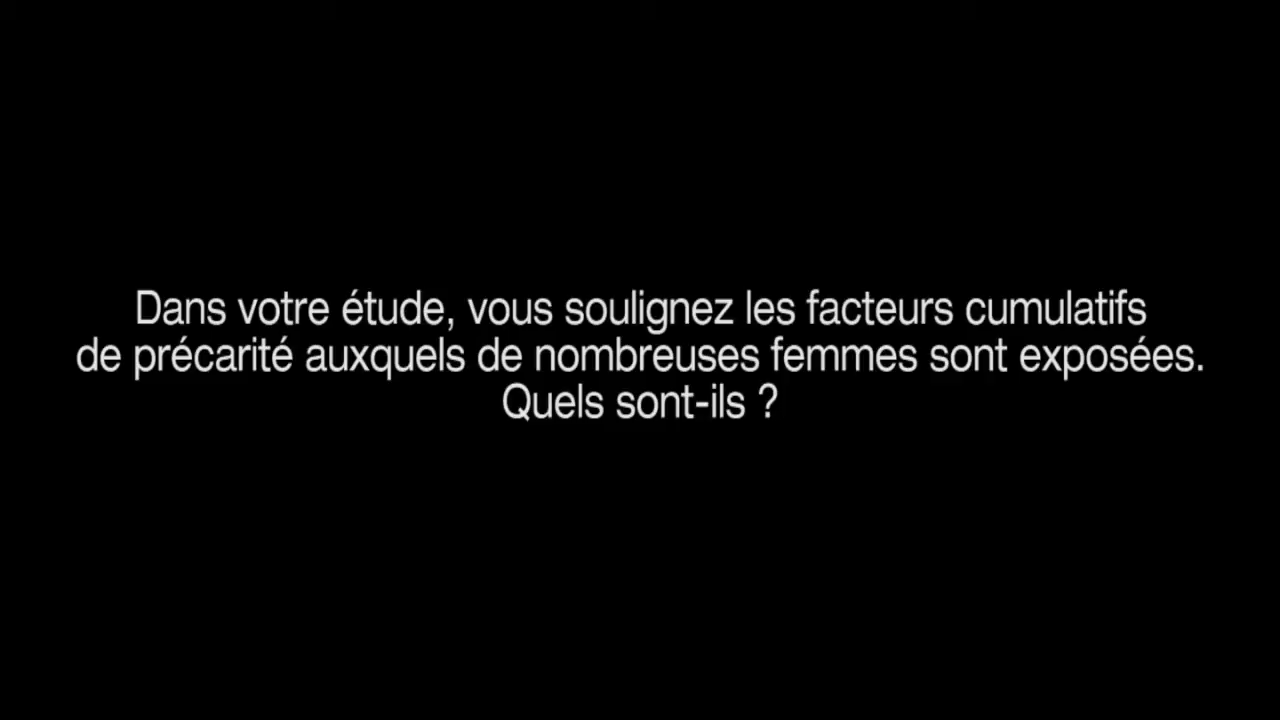 Dans votre étude, vous soulignez les facteurs cumulatifs
de précarité auxquels de nombreuses femmes sont exposées.
Quels sont-ils ?